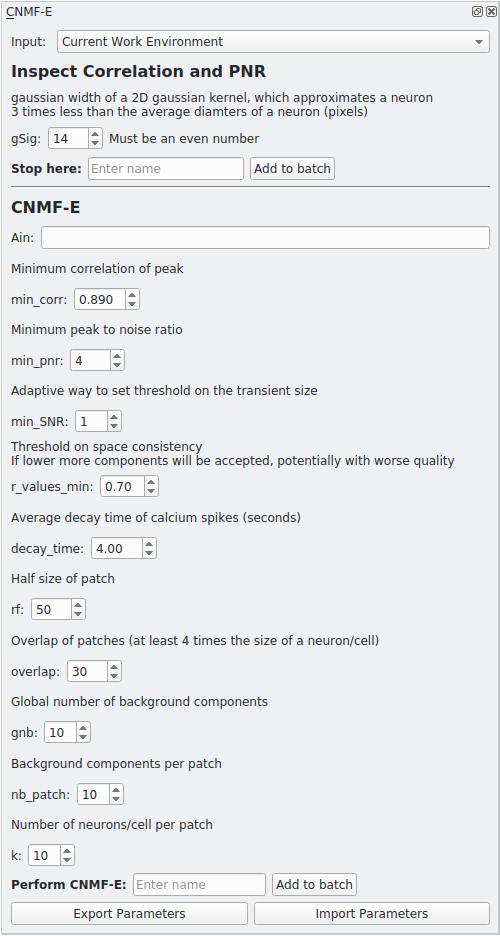 CNMF-E
Input: Current Work Environment
Inspect Correlation and PNR
gaussian width of a 2D gaussian kernel, which approximates a neuron
3 times less than the average diamters of a neuron (pixels)
gSig: 14 Must be an even number
Stop here: Enter name Add to batch
CNMF-E
Ain:
Minimum correlation of peak
min_corr: 0.890
Minimum peak to noise ratio
min_pnr: 4
Adaptive way to set threshold on the transient size
min_SNR: 1
Threshold on space consistency
If lower more components will be accepted, potentially with worse quality
r_values_min: 0.70
Average decay time of calcium spikes (seconds)
decay_time: 4.00
Half size of patch
rf: 50
Overlap of patches (at least 4 times the size of a neuron/cell)
overlap: 30
Global number of background components
gnb: 10
Background components per patch
nb_patch: 10
Number of neurons/cell per patch
k: 10
Perform CNMF-E: Enter name Add to batch
Export Parameters Import Parameters